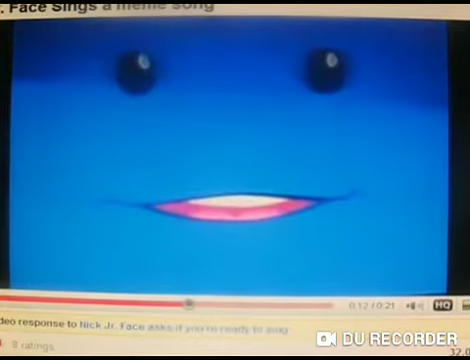 r. Face Sings a meme song
0:12 / 0:21
HQ
deo response to Nick Jr. Face asks if you're ready to sing
8 ratings
DU RECORDER